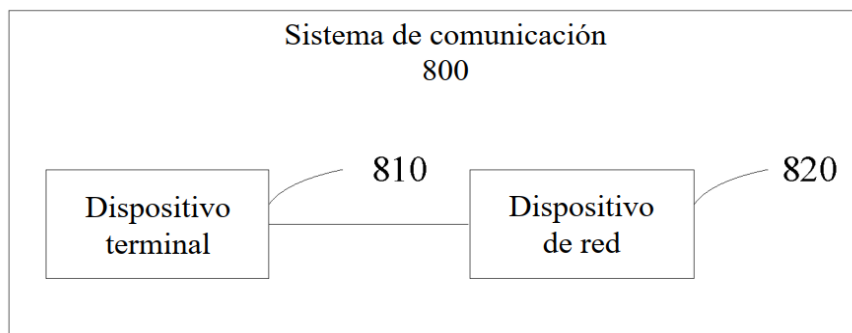 Sistema de comunicación
800
810
820
Dispositivo
terminal
Dispositivo
de red